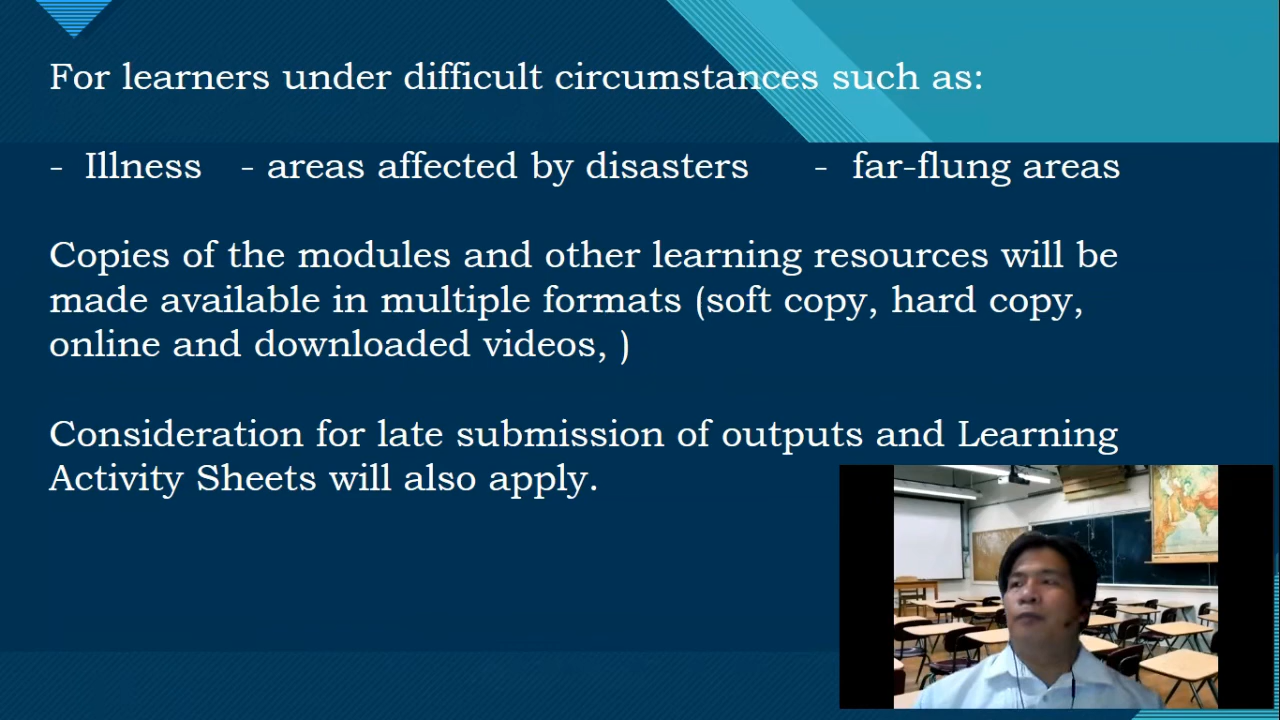 For learners under difficult circumstances such as:
- Illness - areas affected by disasters - far-flung areas
Copies of the modules and other learning resources will be
made available in multiple formats (soft copy, hard copy,
online and downloaded videos, )
Consideration for late submission of outputs and Learning
Activity Sheets will also apply.